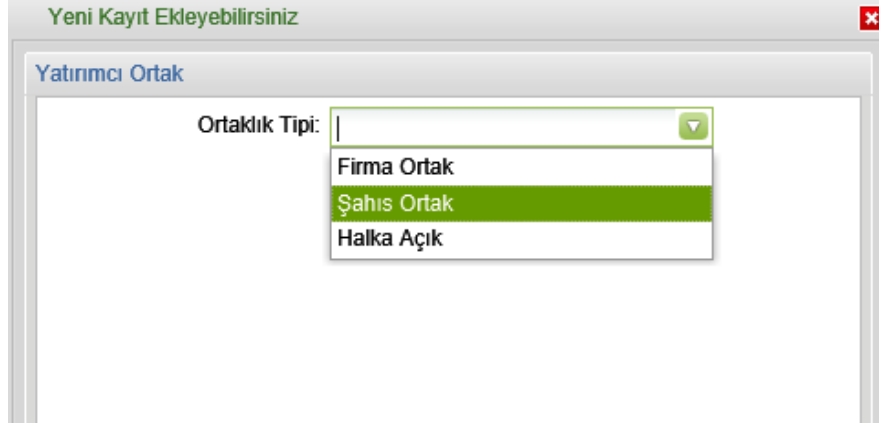 Yeni Kayıt Ekleyebilirsiniz
Yatırımcı Ortak
Ortaklık Tipi:
Firma Ortak
Şahıs Ortak
Halka Açık